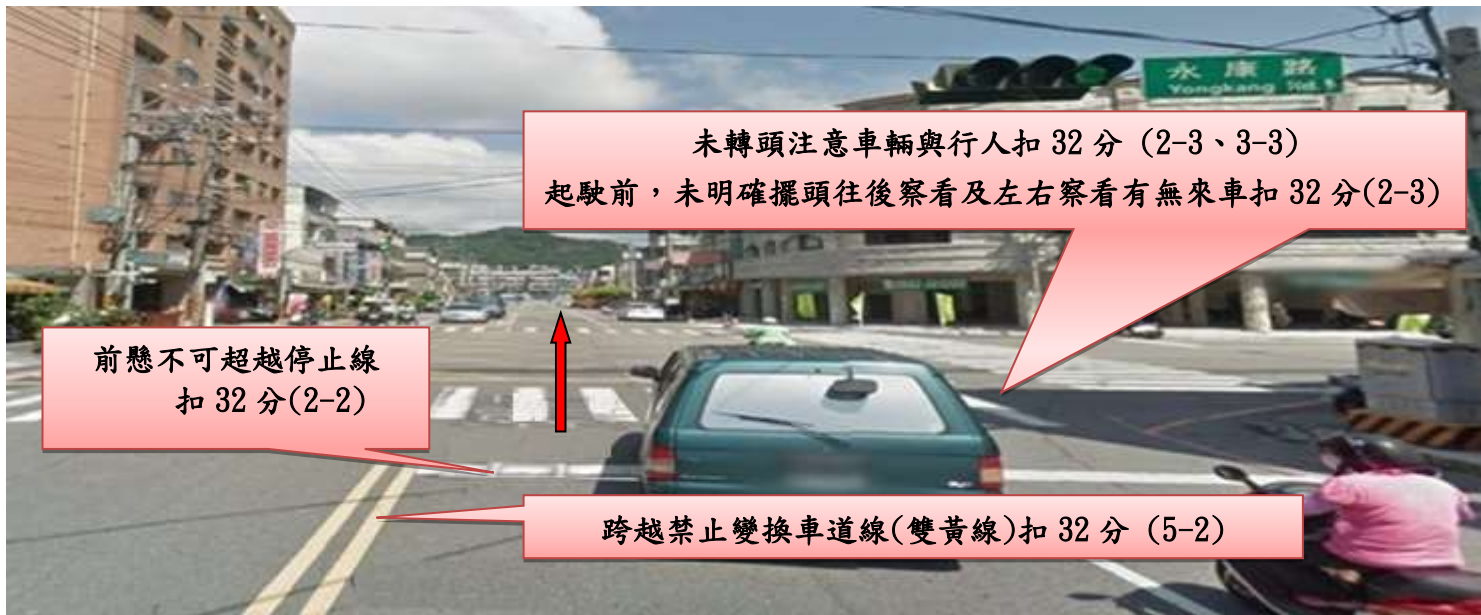 永康路
Yongkang Rd.
未轉頭注意車輛與行人扣 32 分 (2-3、3-3)
起駛前，未明確擺頭往後察看及左右察看有無來車扣 32 分(2-3)
前懸不可超越停止線
扣 32 分(2-2)
跨越禁止變換車道線(雙黃線)扣 32 分 (5-2)